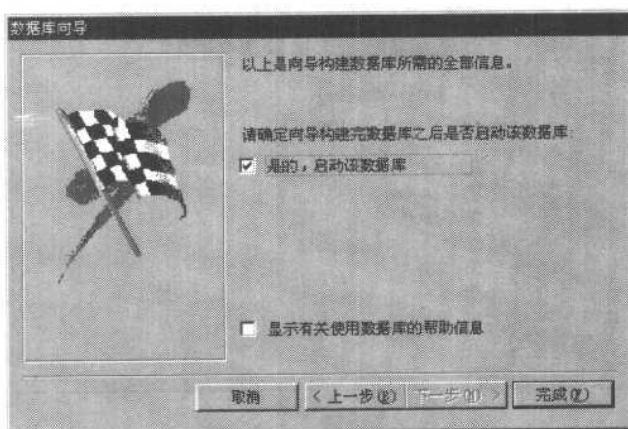 数据库向导
以上是向导构建数据库所需的全部信息。
请确定向导构建完数据库之后是否启动该数据库:
是的，启动该数据库
显示有关使用数据库的帮助信息
取消
< 上一步(B)
下一步(N) >
完成(F)